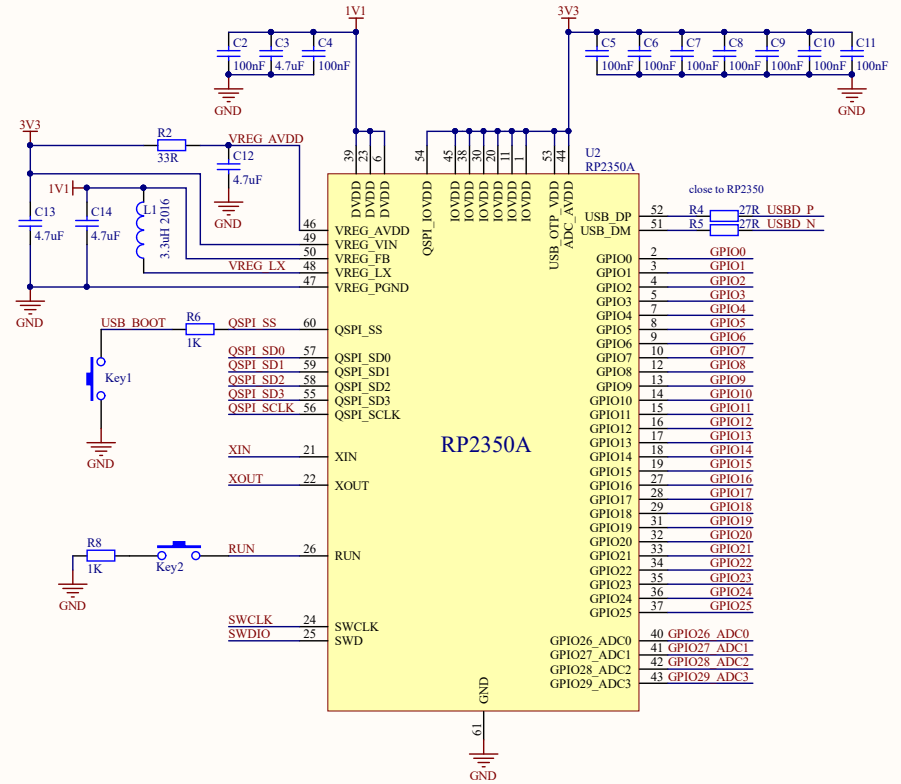 1V1
3V3
C2 C3 C4
100nF 4.7uF 100nF
GND
C5 C6 C7 C8 C9 C10 C11
100nF 100nF 100nF 100nF 100nF 100nF 100nF
GND
3V3
R2
33R
VREG_AVDD
C12
4.7uF
GND
1V1
C13
4.7uF
C14
4.7uF
L1
3.3uH 2016
VREG_LX
GND
39 23 6 54 45 38 30 20 11 1 53 44
DVDD DVDD DVDD QSPI_IOVDD IOVDD IOVDD IOVDD IOVDD IOVDD IOVDD USB_OTP_VDD ADC_AVDD
U2
RP2350A
close to RP2350
46 VREG_AVDD
49 VREG_VIN
50 VREG_FB
48 VREG_LX
47 VREG_PGND
USB_BOOT
R6
1K
QSPI_SS 60 QSPI_SS
QSPI_SD0 57 QSPI_SD0
QSPI_SD1 59 QSPI_SD1
QSPI_SD2 58 QSPI_SD2
QSPI_SD3 55 QSPI_SD3
QSPI_SCLK 56 QSPI_SCLK
Key1
GND
XIN 21 XIN
XOUT 22 XOUT
R8
1K
Key2
RUN 26 RUN
GND
SWCLK 24 SWCLK
SWDIO 25 SWD
RP2350A
USB_DP 52 R4 27R USBD_P
USB_DM 51 R5 27R USBD_N
GPIO0 2 GPIO0
GPIO1 3 GPIO1
GPIO2 4 GPIO2
GPIO3 5 GPIO3
GPIO4 7 GPIO4
GPIO5 8 GPIO5
GPIO6 9 GPIO6
GPIO7 10 GPIO7
GPIO8 12 GPIO8
GPIO9 13 GPIO9
GPIO10 14 GPIO10
GPIO11 15 GPIO11
GPIO12 16 GPIO12
GPIO13 17 GPIO13
GPIO14 18 GPIO14
GPIO15 19 GPIO15
GPIO16 27 GPIO16
GPIO17 28 GPIO17
GPIO18 29 GPIO18
GPIO19 31 GPIO19
GPIO20 32 GPIO20
GPIO21 33 GPIO21
GPIO22 34 GPIO22
GPIO23 35 GPIO23
GPIO24 36 GPIO24
GPIO25 37 GPIO25
GPIO26_ADC0 40 GPIO26_ADC0
GPIO27_ADC1 41 GPIO27_ADC1
GPIO28_ADC2 42 GPIO28_ADC2
GPIO29_ADC3 43 GPIO29_ADC3
GND
61
GND